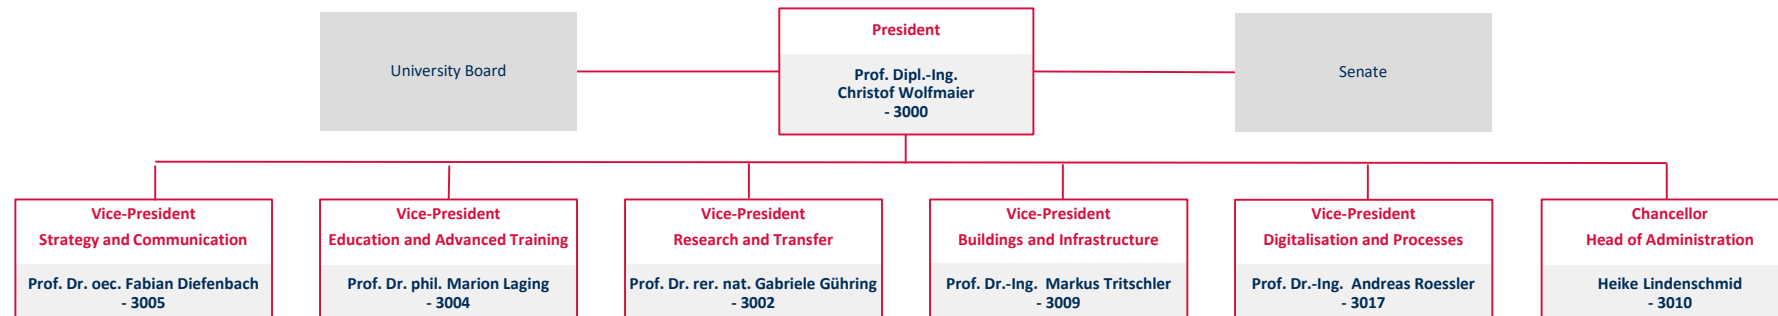 University Board
President
Prof. Dipl.-Ing.
Christof Wolfmaier
- 3000
Senate
Vice-President
Strategy and Communication
Prof. Dr. oec. Fabian Diefenbach
- 3005
Vice-President
Education and Advanced Training
Prof. Dr. phil. Marion Laging
- 3004
Vice-President
Research and Transfer
Prof. Dr. rer. nat. Gabriele Gühring
- 3002
Vice-President
Buildings and Infrastructure
Prof. Dr.-Ing. Markus Tritschler
- 3009
Vice-President
Digitalisation and Processes
Prof. Dr.-Ing. Andreas Roessler
- 3017
Chancellor
Head of Administration
Heike Lindenschmid
- 3010